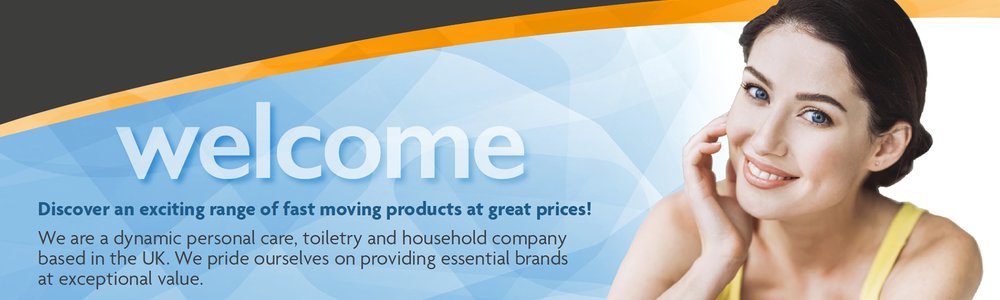 welcome
Discover an exciting range of fast moving products at great prices!
We are a dynamic personal care, toiletry and household company
based in the UK. We pride ourselves on providing essential brands
at exceptional value.